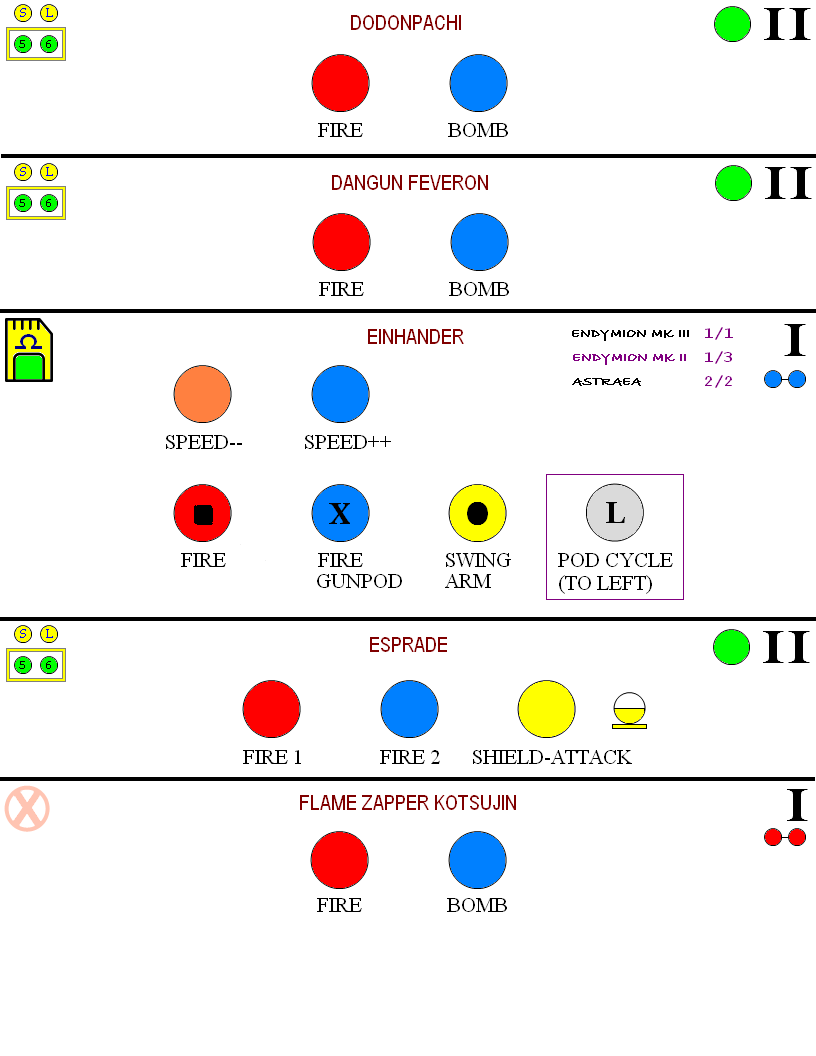 S L
5 6
DODONPACHI
II
FIRE BOMB
S L
5 6
DANGUN FEVERON
II
FIRE BOMB
Ω
EINHANDER
ENDYMION MK III 1/1
ENDYMION MK II 1/3
ASTRAEA 2/2
I
SPEED-- SPEED++
X L
FIRE FIRE GUNPOD SWING ARM POD CYCLE (TO LEFT)
S L
5 6
ESPRADE
II
FIRE 1 FIRE 2 SHIELD-ATTACK
X
FLAME ZAPPER KOTSUJIN
I
FIRE BOMB